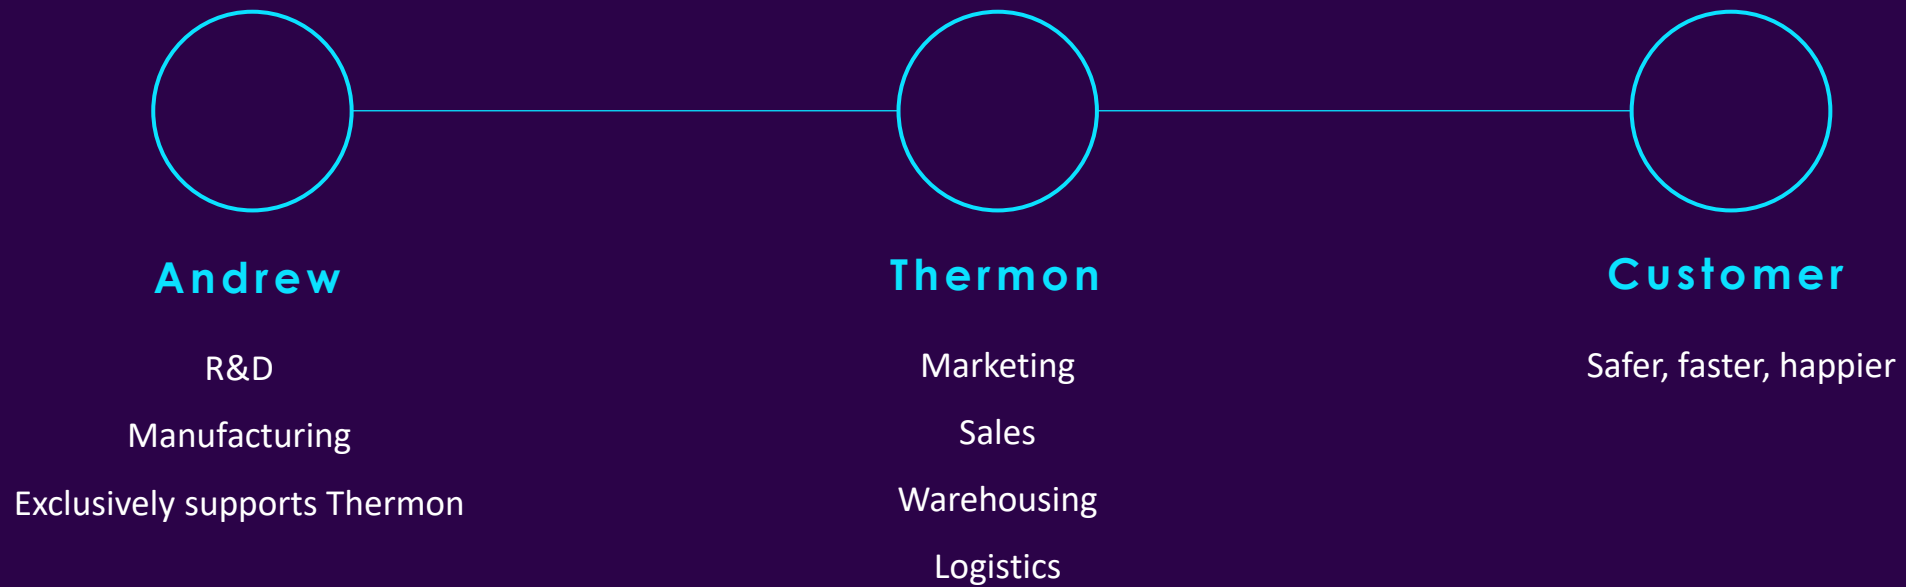 Andrew
R&D
Manufacturing
Exclusively supports Thermon
Thermon
Marketing
Sales
Warehousing
Logistics
Customer
Safer, faster, happier